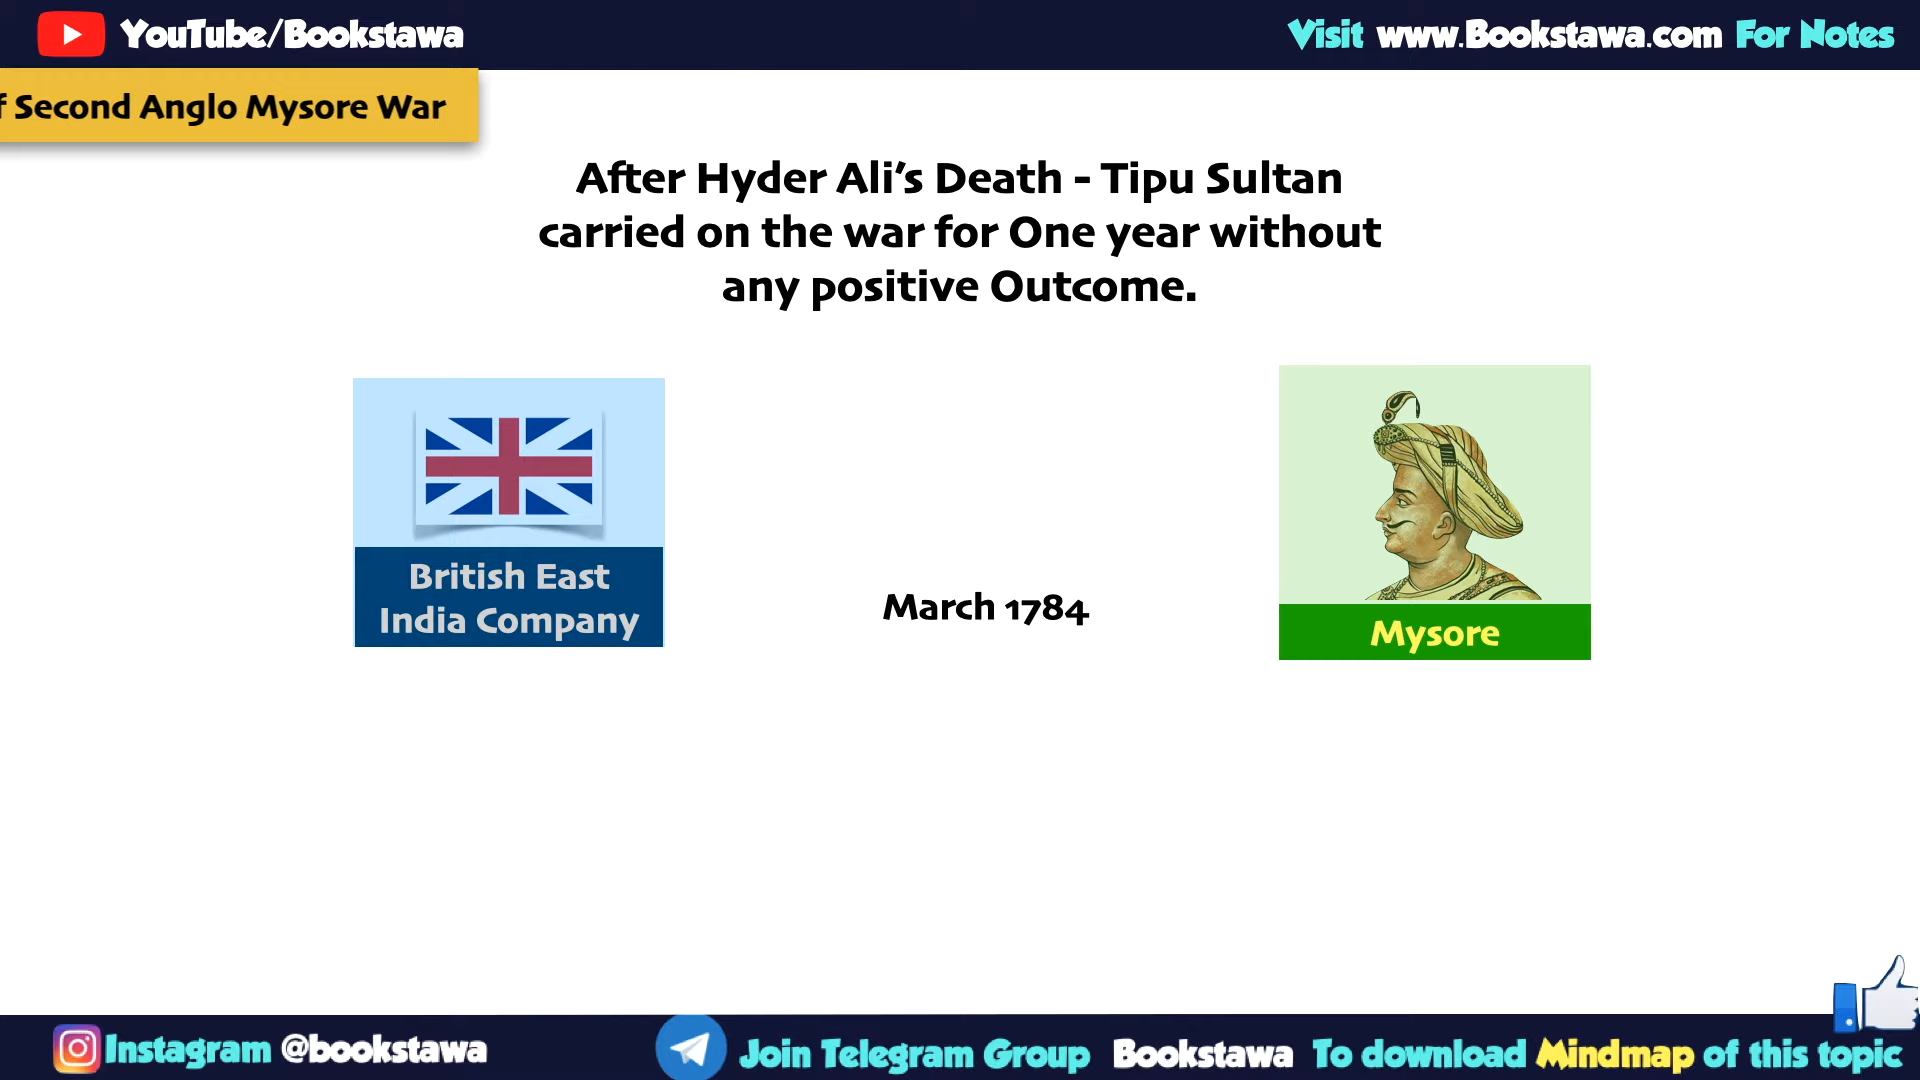 YouTube/Bookstawa
Visit www.Bookstawa.com For Notes
f Second Anglo Mysore War
After Hyder Ali's Death - Tipu Sultan
carried on the war for One year without
any positive Outcome.
British East
India Company
March 1784
Mysore
Instagram @bookstawa
Join Telegram Group Bookstawa To download Mindmap of this topic